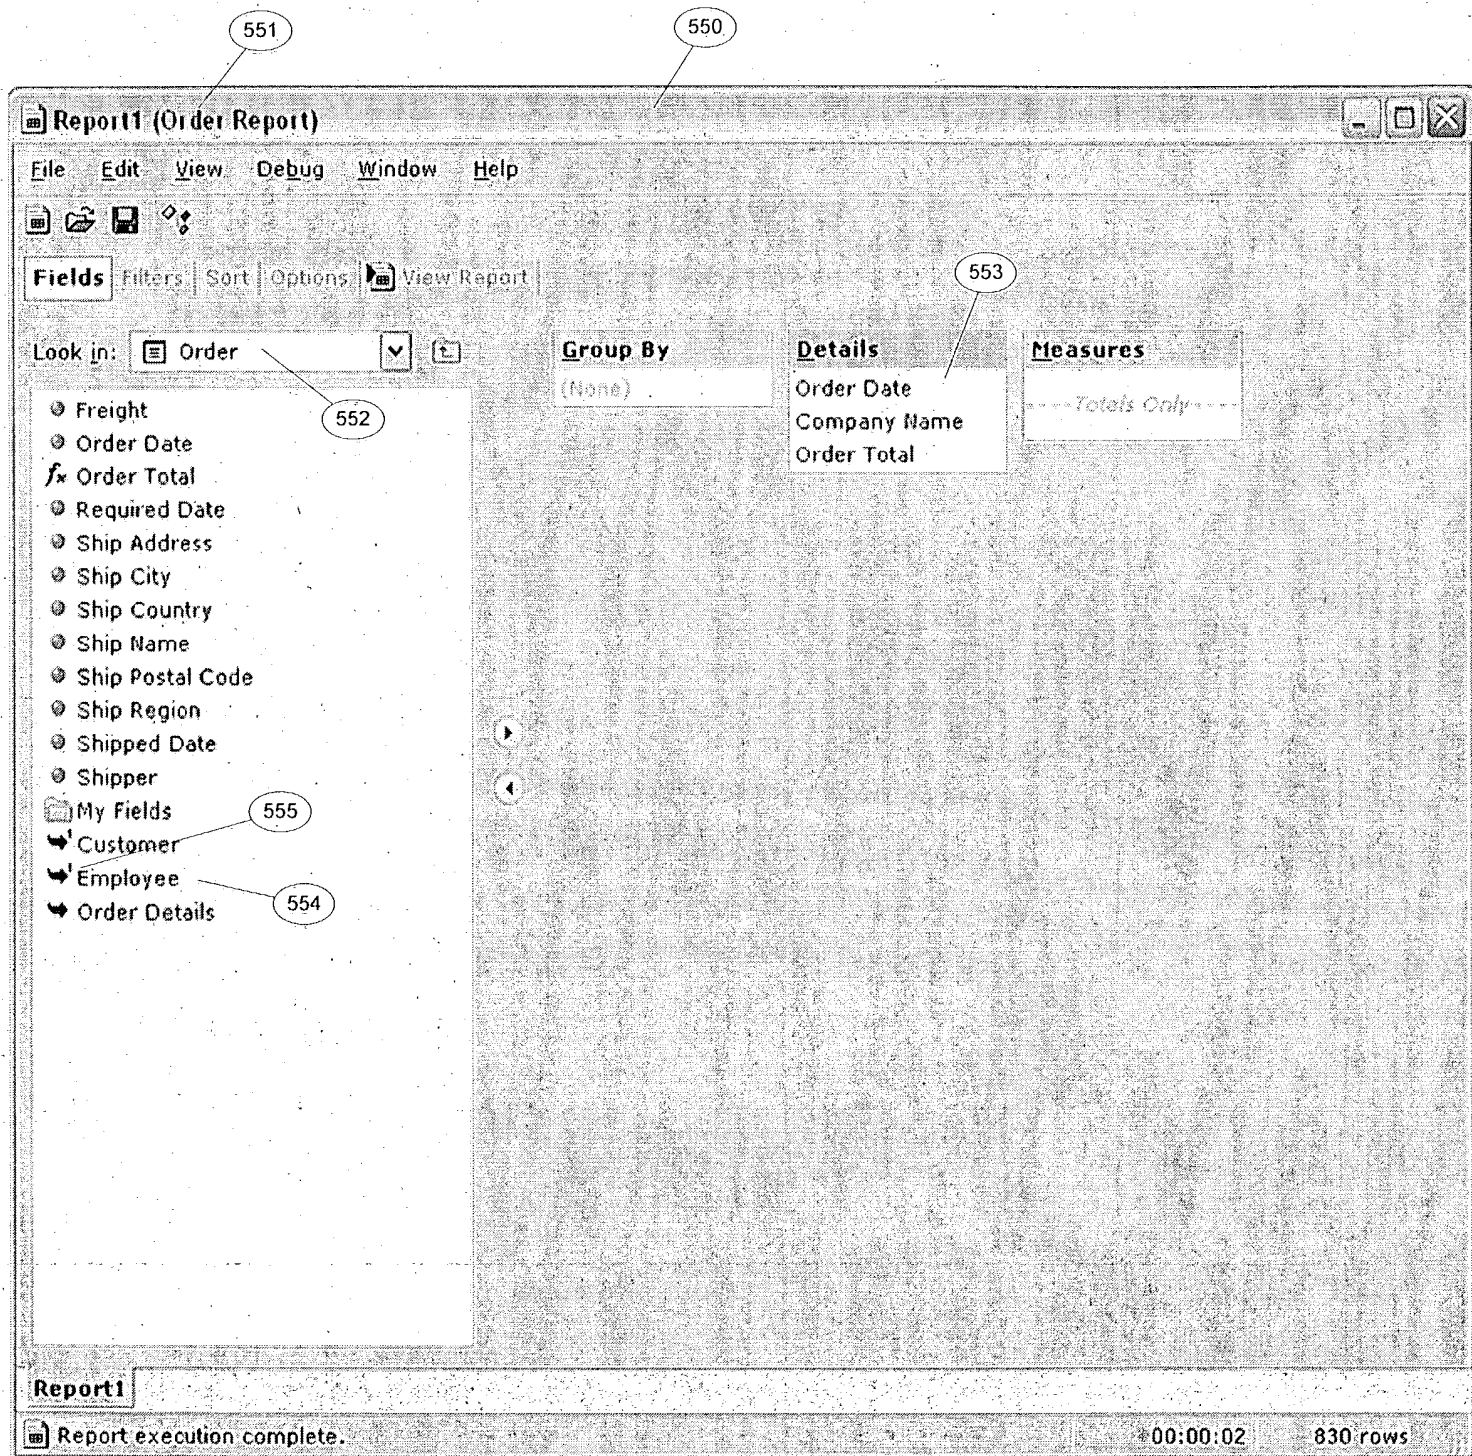 551
550
Report1 (Order Report)
File Edit View Debug Window Help
Fields Filters Sort Options View Report
553
Look in: Order
Group By
(None)
Details
Order Date
Company Name
Order Total
Measures
Totals Only
552
Freight
Order Date
fx Order Total
Required Date
Ship Address
Ship City
Ship Country
Ship Name
Ship Postal Code
Ship Region
Shipped Date
Shipper
My Fields
555
1 Customer
1 Employee
554
Order Details
Report1
Report execution complete. 00:00:02 830 rows